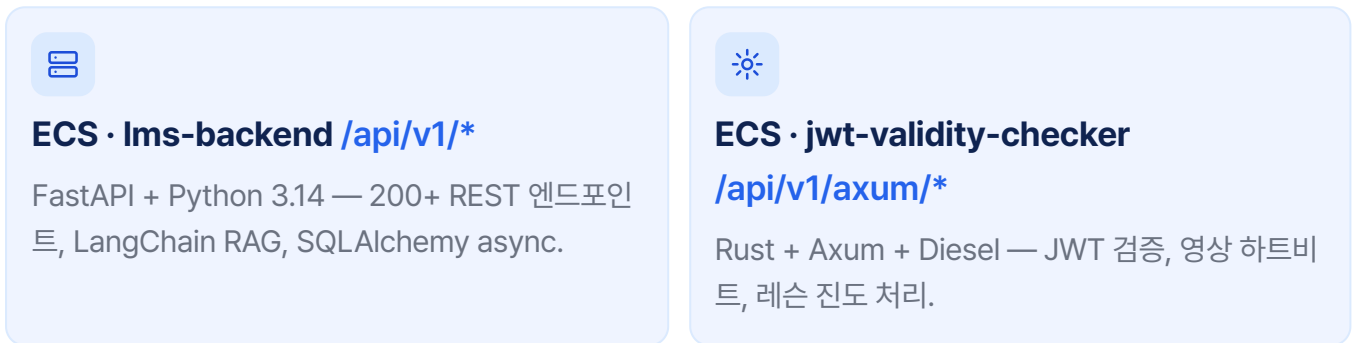 ECS · lms-backend /api/v1/*
FastAPI + Python 3.14 — 200+ REST 엔드포인
트, LangChain RAG, SQLAlchemy async.
ECS · jwt-validity-checker
/api/v1/axum/*
Rust + Axum + Diesel — JWT 검증, 영상 하트비
트, 레슨 진도 처리.